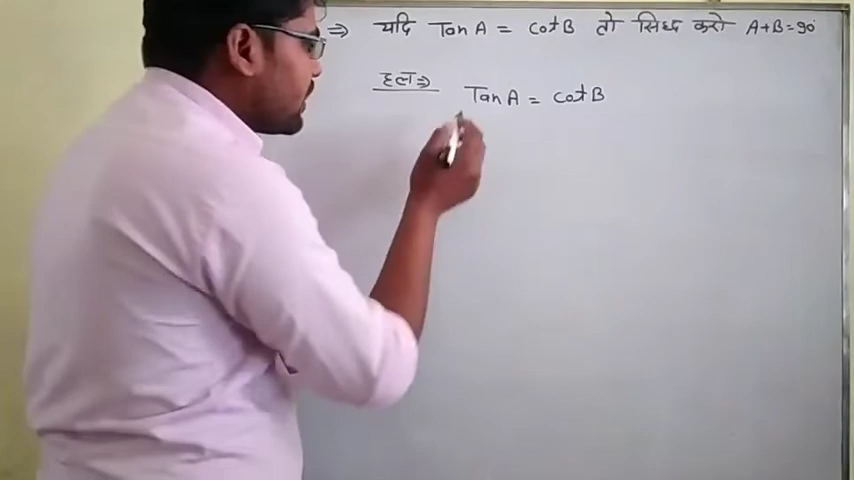 ⇒ यदि Tan A = cot B तो सिध्द करो A+B=90°
हल⇒ Tan A = cot B